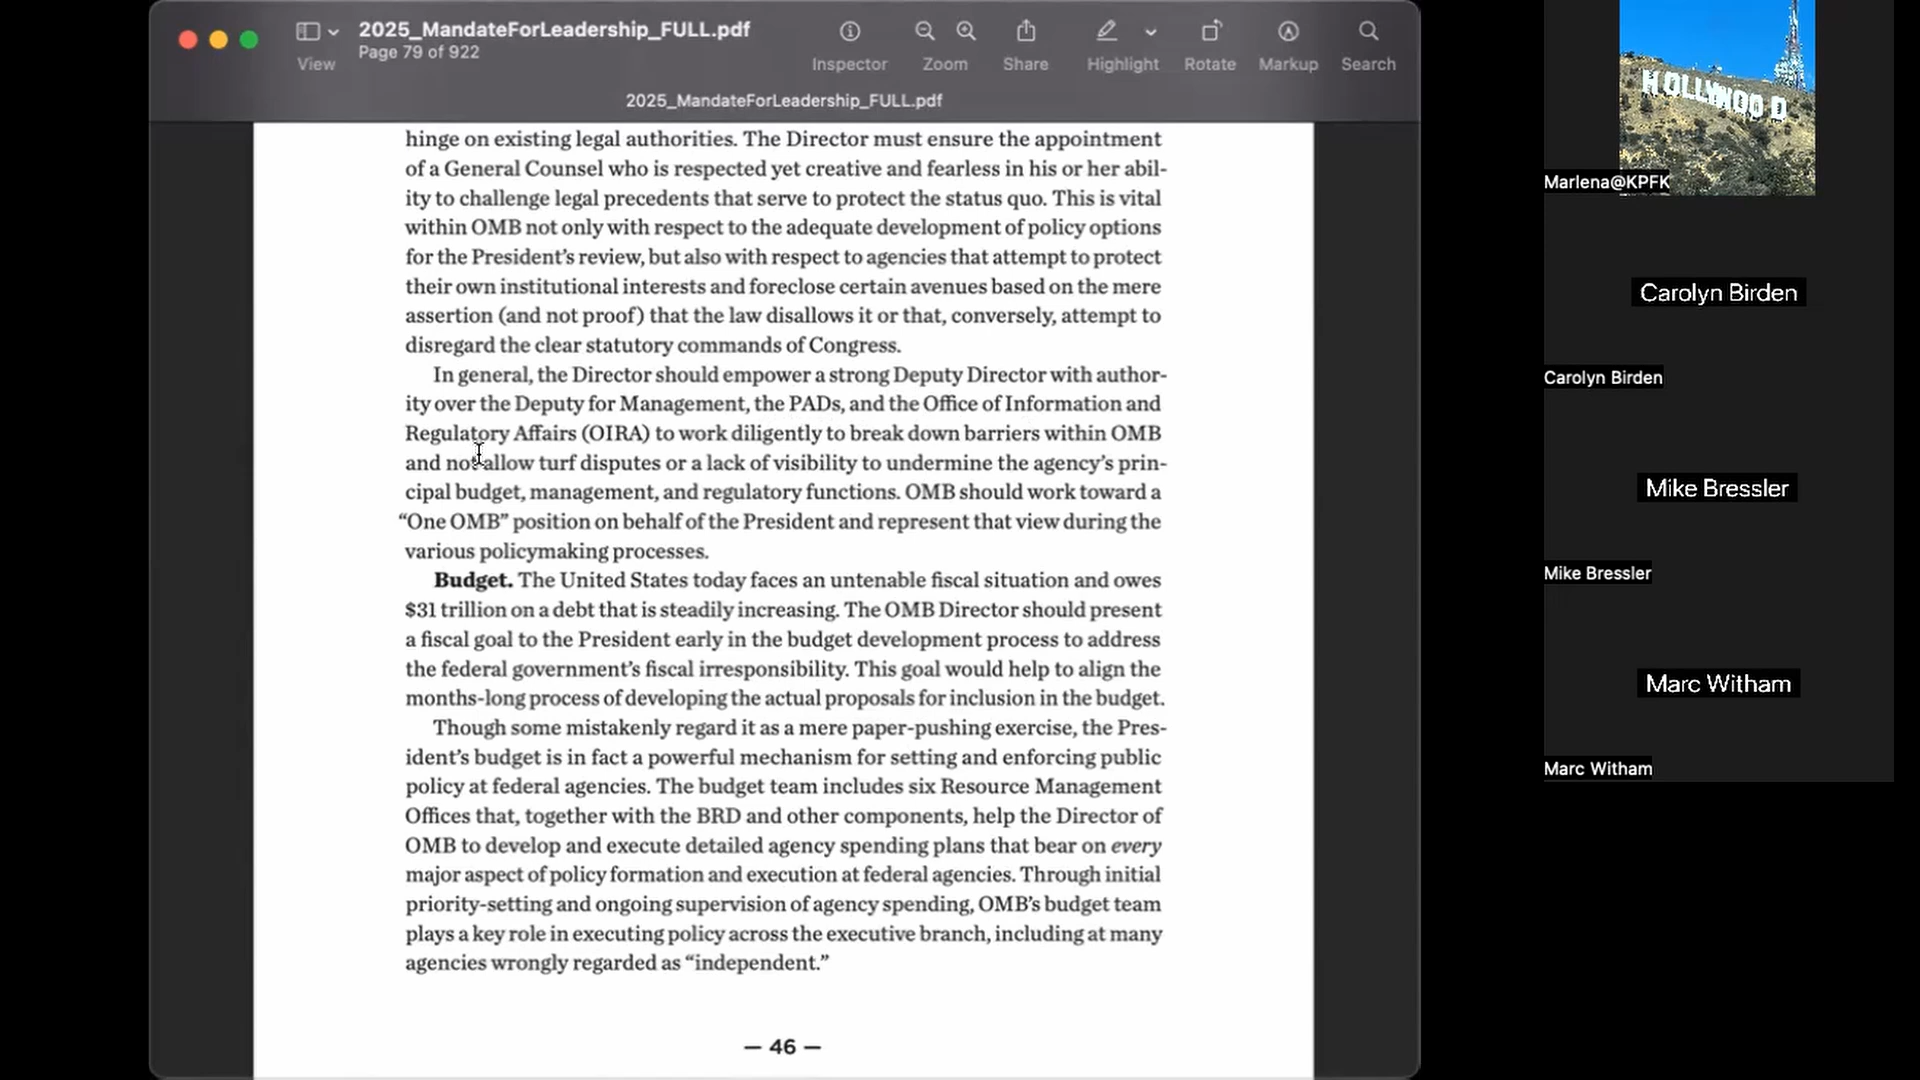 2025_MandateForLeadership_FULL.pdf
Page 79 of 922
View
Inspector
Zoom
Share
Highlight
Rotate
Markup
Search
2025_MandateForLeadership_FULL.pdf
hinge on existing legal authorities. The Director must ensure the appointment
of a General Counsel who is respected yet creative and fearless in his or her abil-
ity to challenge legal precedents that serve to protect the status quo. This is vital
within OMB not only with respect to the adequate development of policy options
for the President’s review, but also with respect to agencies that attempt to protect
their own institutional interests and foreclose certain avenues based on the mere
assertion (and not proof) that the law disallows it or that, conversely, attempt to
disregard the clear statutory commands of Congress.
In general, the Director should empower a strong Deputy Director with author-
ity over the Deputy for Management, the PADs, and the Office of Information and
Regulatory Affairs (OIRA) to work diligently to break down barriers within OMB
and not allow turf disputes or a lack of visibility to undermine the agency’s prin-
cipal budget, management, and regulatory functions. OMB should work toward a
“One OMB” position on behalf of the President and represent that view during the
various policymaking processes.
Budget. The United States today faces an untenable fiscal situation and owes
$31 trillion on a debt that is steadily increasing. The OMB Director should present
a fiscal goal to the President early in the budget development process to address
the federal government’s fiscal irresponsibility. This goal would help to align the
months-long process of developing the actual proposals for inclusion in the budget.
Though some mistakenly regard it as a mere paper-pushing exercise, the Pres-
ident’s budget is in fact a powerful mechanism for setting and enforcing public
policy at federal agencies. The budget team includes six Resource Management
Offices that, together with the BRD and other components, help the Director of
OMB to develop and execute detailed agency spending plans that bear on every
major aspect of policy formation and execution at federal agencies. Through initial
priority-setting and ongoing supervision of agency spending, OMB’s budget team
plays a key role in executing policy across the executive branch, including at many
agencies wrongly regarded as “independent.”
— 46 —
HOLLYWOOD
Marlena@KPFK
Carolyn Birden
Carolyn Birden
Mike Bressler
Mike Bressler
Marc Witham
Marc Witham